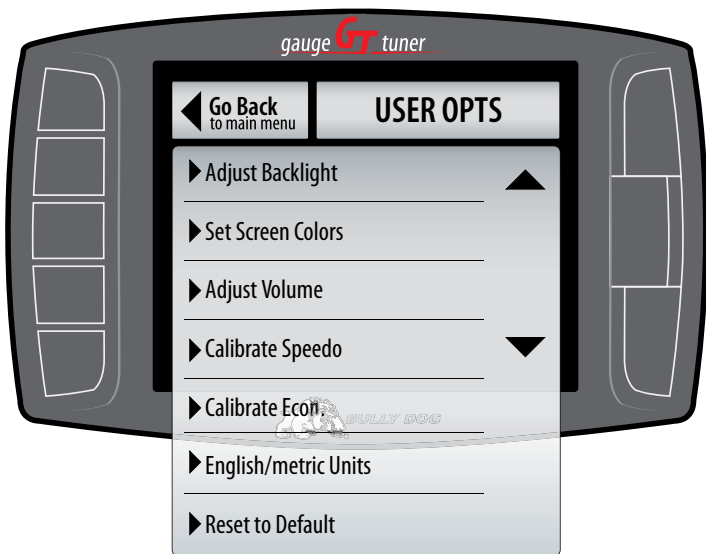 gauge GT tuner
Go Back
to main menu
USER OPTS
Adjust Backlight
Set Screen Colors
Adjust Volume
Calibrate Speedo
Calibrate Econ.
BULLY DOG
English/metric Units
Reset to Default